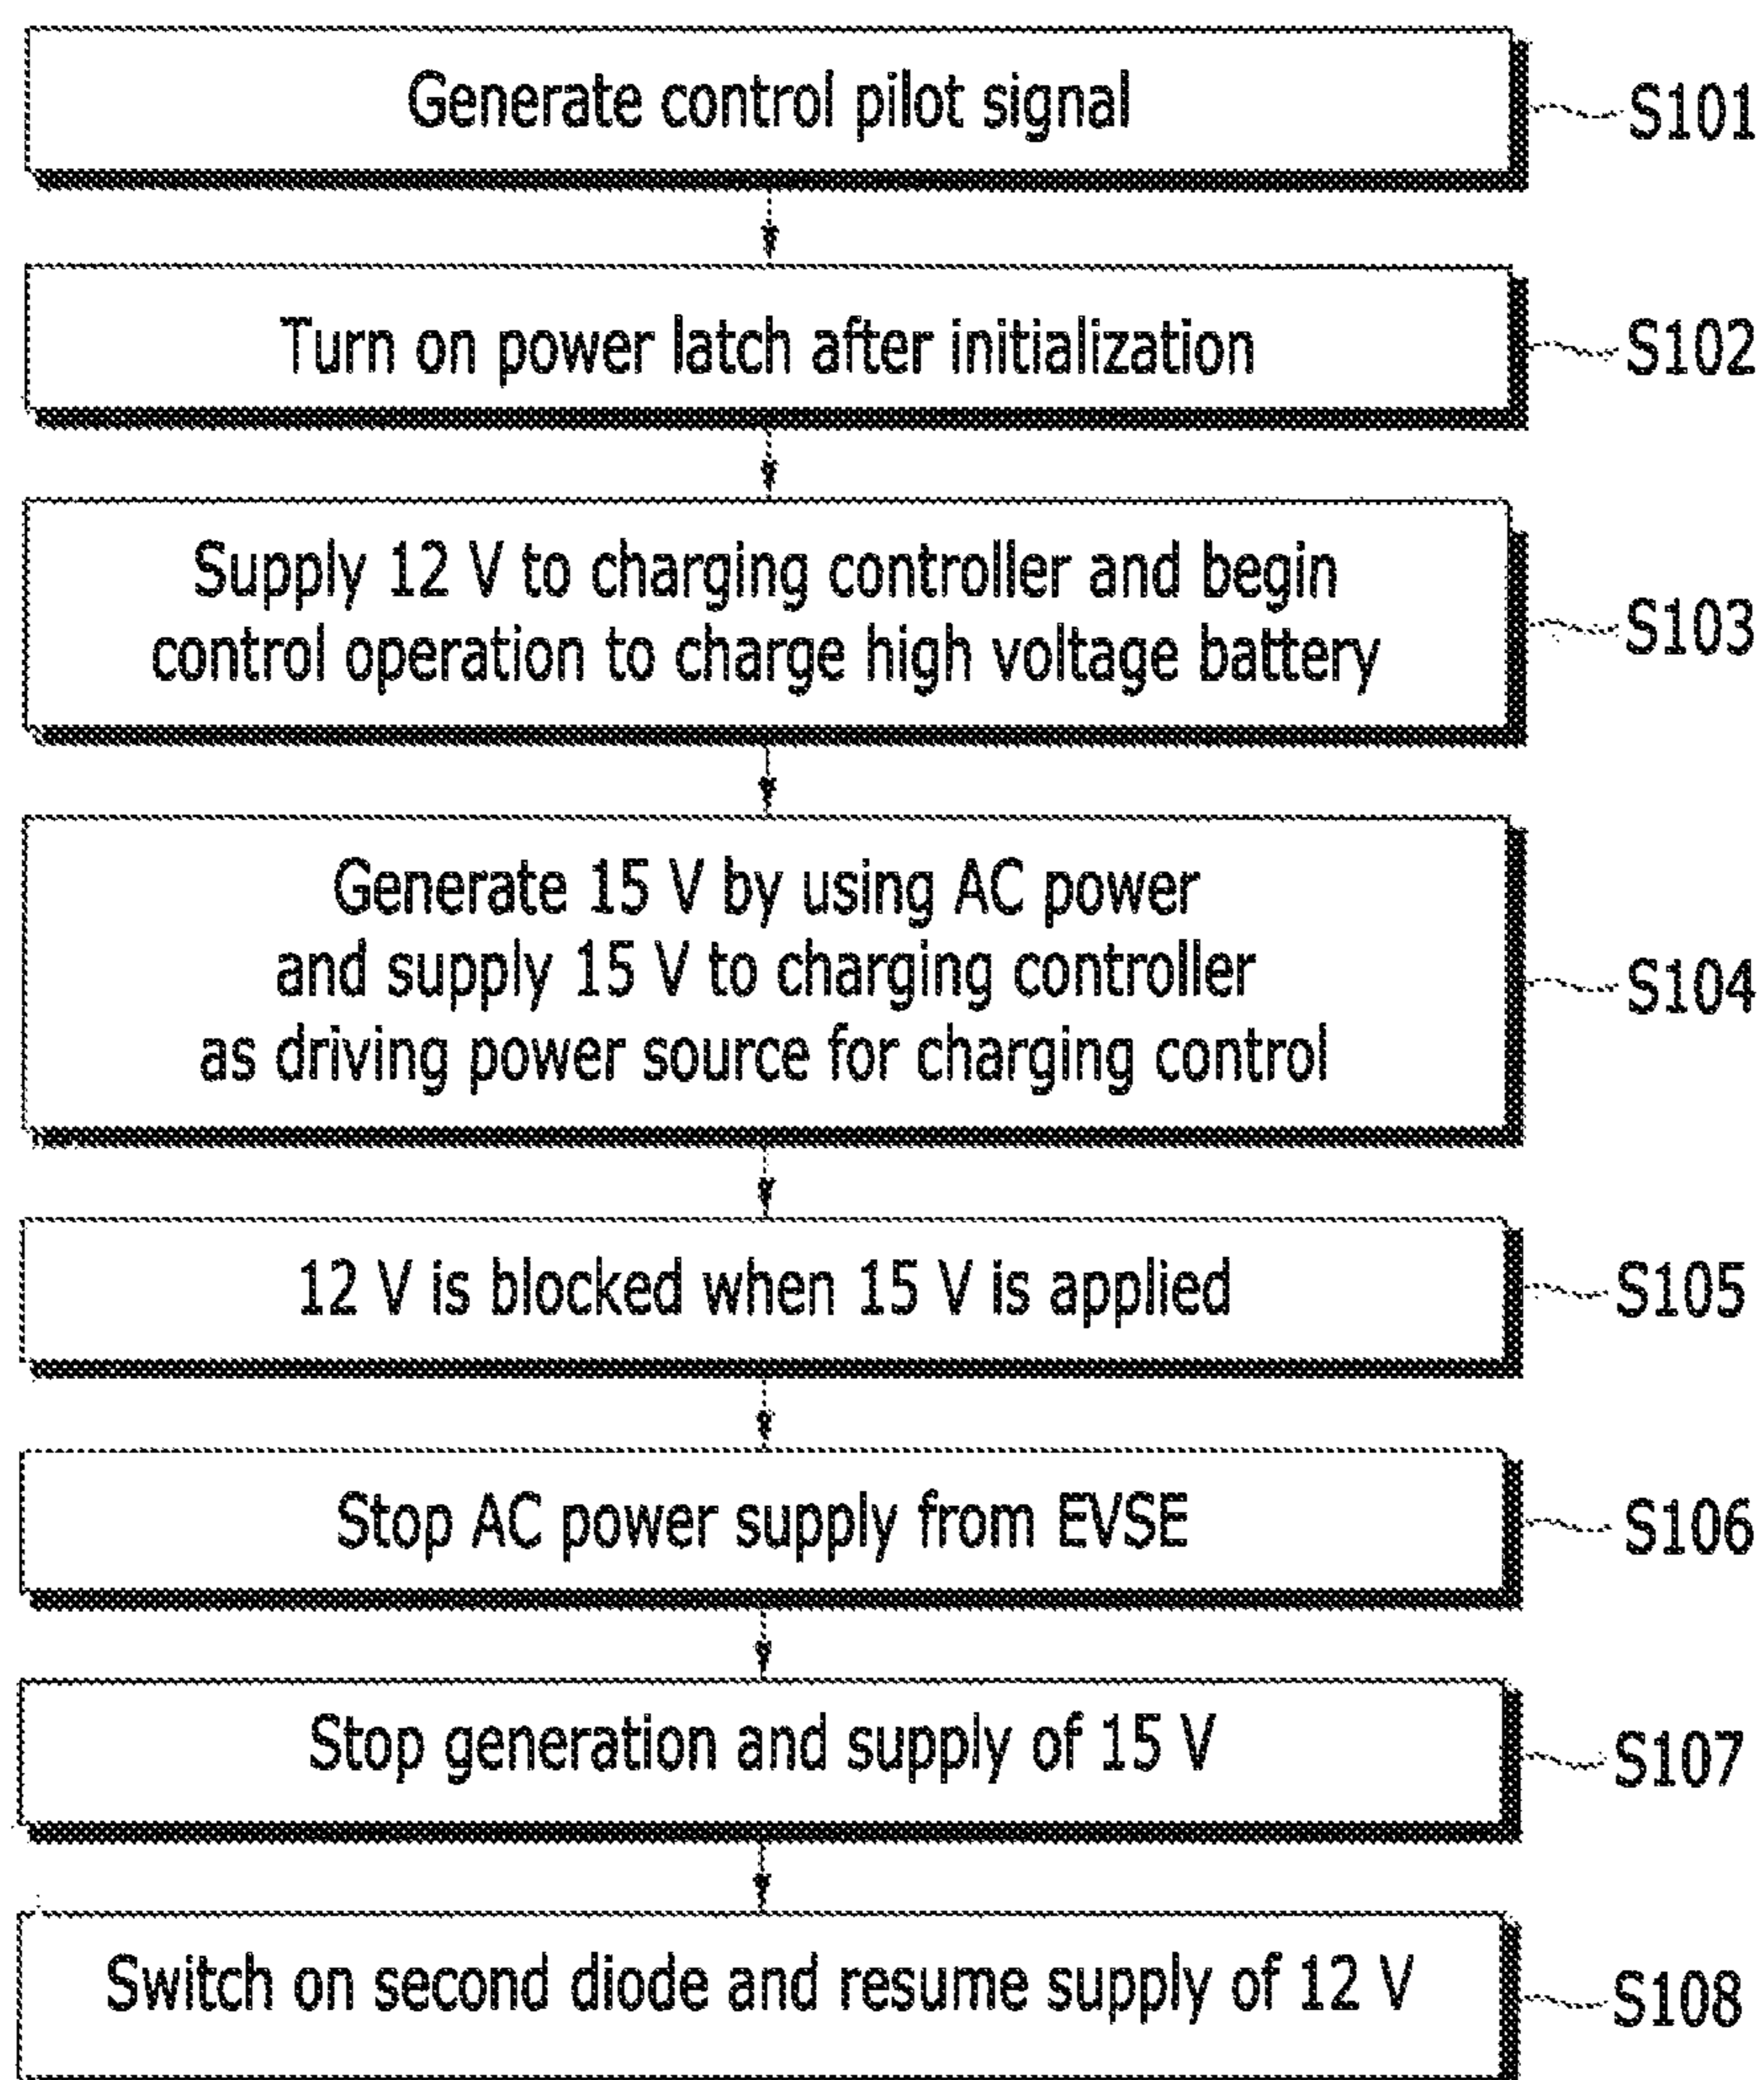 Generate control pilot signal
S101
Turn on power latch after initialization
S102
Supply 12 V to charging controller and begin
control operation to charge high voltage battery
S103
Generate 15 V by using AC power
and supply 15 V to charging controller
as driving power source for charging control
S104
12 V is blocked when 15 V is applied
S105
Stop AC power supply from EVSE
S106
Stop generation and supply of 15 V
S107
Switch on second diode and resume supply of 12 V
S108